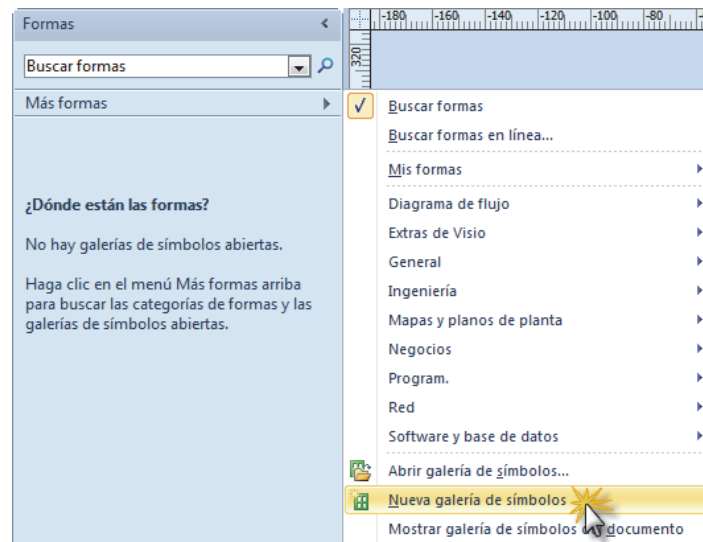 Formas
Buscar formas
Más formas
¿Dónde están las formas?
No hay galerías de símbolos abiertas.
Haga clic en el menú Más formas arriba
para buscar las categorías de formas y las
galerías de símbolos abiertas.
-180 -160 -140 -120 -100 -80
320
Buscar formas
Buscar formas en línea...
Mis formas
Diagrama de flujo
Extras de Visio
General
Ingeniería
Mapas y planos de planta
Negocios
Program.
Red
Software y base de datos
Abrir galería de símbolos...
Nueva galería de símbolos
Mostrar galería de símbolos documento